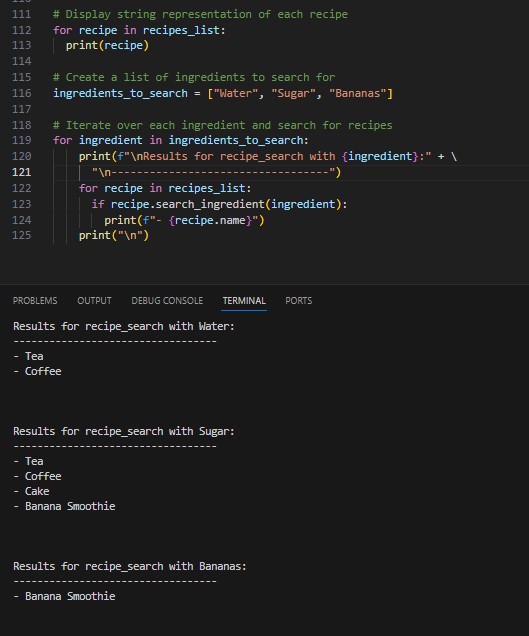 111 # Display string representation of each recipe
112 for recipe in recipes_list:
113   print(recipe)
114
115 # Create a list of ingredients to search for
116 ingredients_to_search = ["Water", "Sugar", "Bananas"]
117
118 # Iterate over each ingredient and search for recipes
119 for ingredient in ingredients_to_search:
120     print(f"\nResults for recipe_search with {ingredient}:" + \
121       "\n---------------------------------")
122     for recipe in recipes_list:
123       if recipe.search_ingredient(ingredient):
124         print(f"- {recipe.name}")
125     print("\n")
PROBLEMS OUTPUT DEBUG CONSOLE TERMINAL PORTS
Results for recipe_search with Water:
---------------------------------
- Tea
- Coffee
Results for recipe_search with Sugar:
---------------------------------
- Tea
- Coffee
- Cake
- Banana Smoothie
Results for recipe_search with Bananas:
---------------------------------
- Banana Smoothie